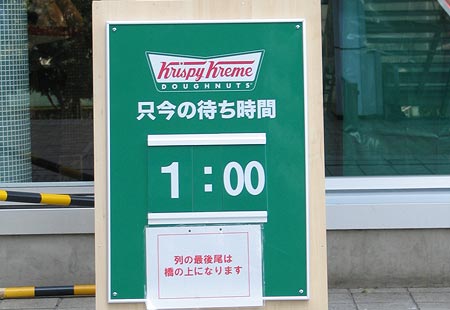 Krispy Kreme
DOUGHNUTS
只今の待ち時間
1:00
列の最後尾は
橋の上になります